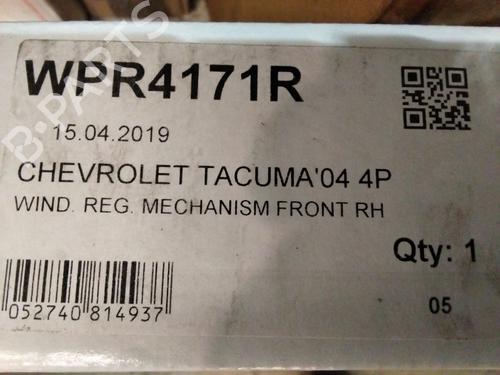 WPR4171R
15.04.2019
CHEVROLET TACUMA'04 4P
WIND. REG. MECHANISM FRONT RH
Qty: 1
052740 814937
05
B-PARTS